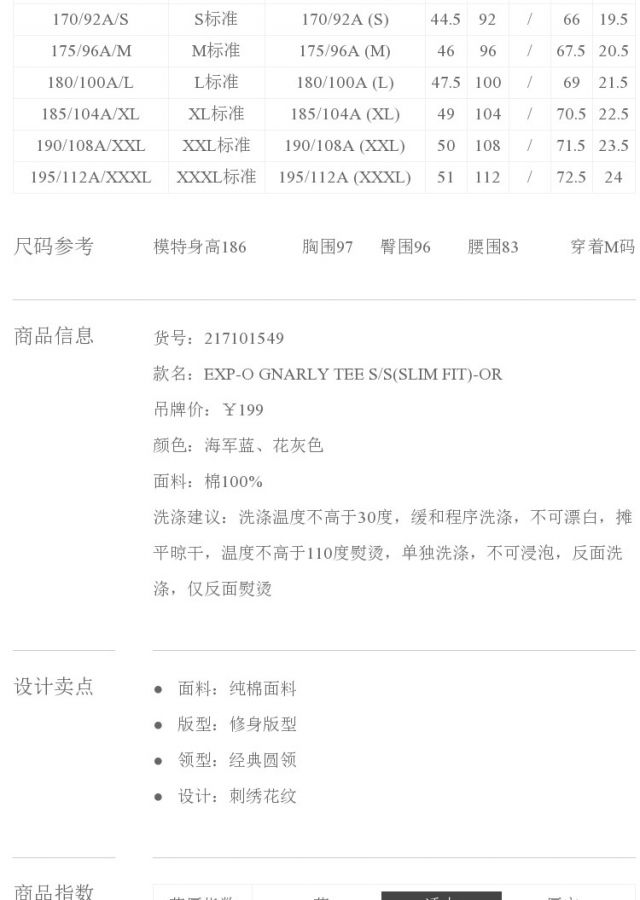 170/92A/S S标准 170/92A (S) 44.5 92 / 66 19.5
175/96A/M M标准 175/96A (M) 46 96 / 67.5 20.5
180/100A/L L标准 180/100A (L) 47.5 100 / 69 21.5
185/104A/XL XL标准 185/104A (XL) 49 104 / 70.5 22.5
190/108A/XXL XXL标准 190/108A (XXL) 50 108 / 71.5 23.5
195/112A/XXXL XXXL标准 195/112A (XXXL) 51 112 / 72.5 24
尺码参考 模特身高186 胸围97 臀围96 腰围83 穿着M码
商品信息 货号：217101549
款名：EXP-O GNARLY TEE S/S(SLIM FIT)-OR
吊牌价：￥199
颜色：海军蓝、花灰色
面料：棉100%
洗涤建议：洗涤温度不高于30度，缓和程序洗涤，不可漂白，摊
平晾干，温度不高于110度熨烫，单独洗涤，不可浸泡，反面洗
涤，仅反面熨烫
设计卖点 ● 面料：纯棉面料
● 版型：修身版型
● 领型：经典圆领
● 设计：刺绣花纹
商品指数